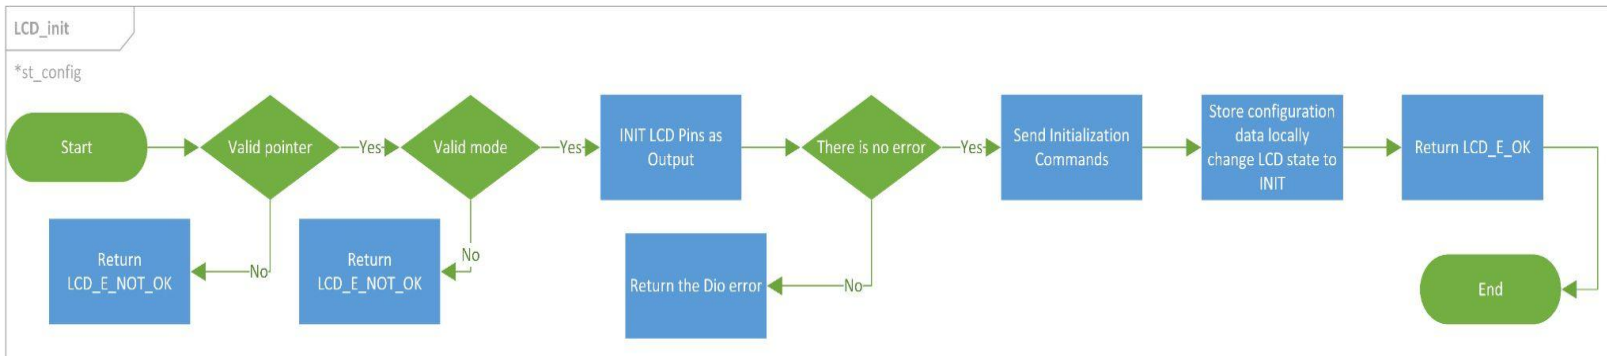 LCD_init
*st_config
Start
Valid pointer
Yes
Valid mode
Yes
INIT LCD Pins as
Output
There is no error
Yes
Send Initialization
Commands
Store configuration
data locally
change LCD state to
INIT
Return LCD_E_OK
No
Return
LCD_E_NOT_OK
No
Return
LCD_E_NOT_OK
No
Return the Dio error
End